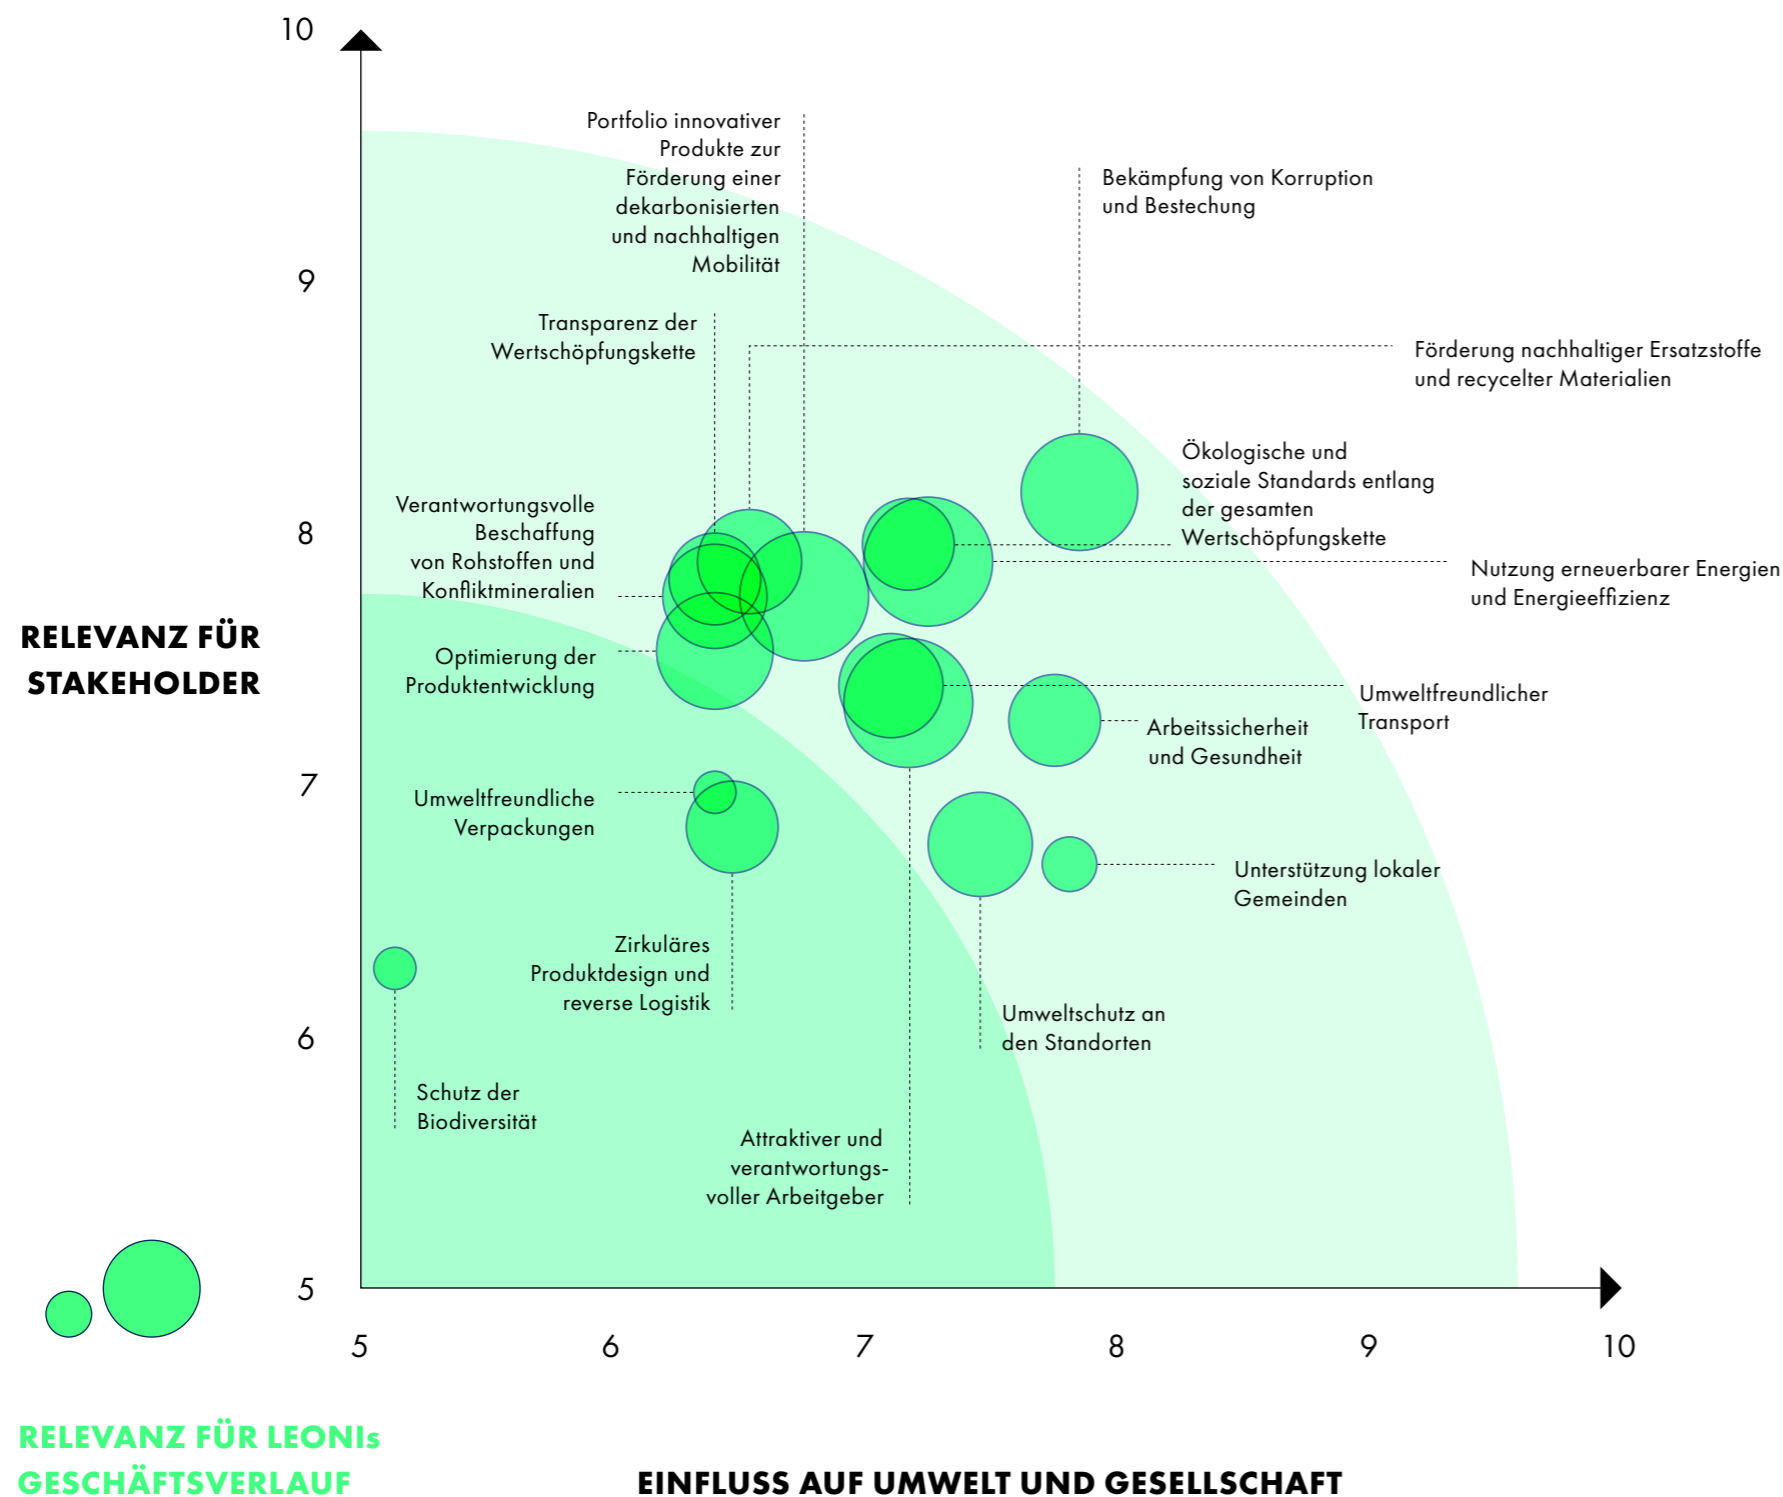 10
Portfolio innovativer
Produkte zur
Förderung einer
dekarbonisierten
und nachhaltigen
Mobilität
Bekämpfung von Korruption
und Bestechung
9
Transparenz der
Wertschöpfungskette
Förderung nachhaltiger Ersatzstoffe
und recycelter Materialien
Ökologische und
soziale Standards entlang
der gesamten
Wertschöpfungskette
8
Verantwortungsvolle
Beschaffung
von Rohstoffen und
Konfliktmineralien
Nutzung erneuerbarer Energien
und Energieeffizienz
RELEVANZ FÜR
STAKEHOLDER
Optimierung der
Produktentwicklung
Umweltfreundlicher
Transport
Arbeitssicherheit
und Gesundheit
7
Umweltfreundliche
Verpackungen
Unterstützung lokaler
Gemeinden
Zirkuläres
Produktdesign und
reverse Logistik
Umweltschutz an
den Standorten
6
Schutz der
Biodiversität
Attraktiver und
verantwortungs-
voller Arbeitgeber
5
5
6
7
8
9
10
RELEVANZ FÜR LEONIs
GESCHÄFTSVERLAUF
EINFLUSS AUF UMWELT UND GESELLSCHAFT